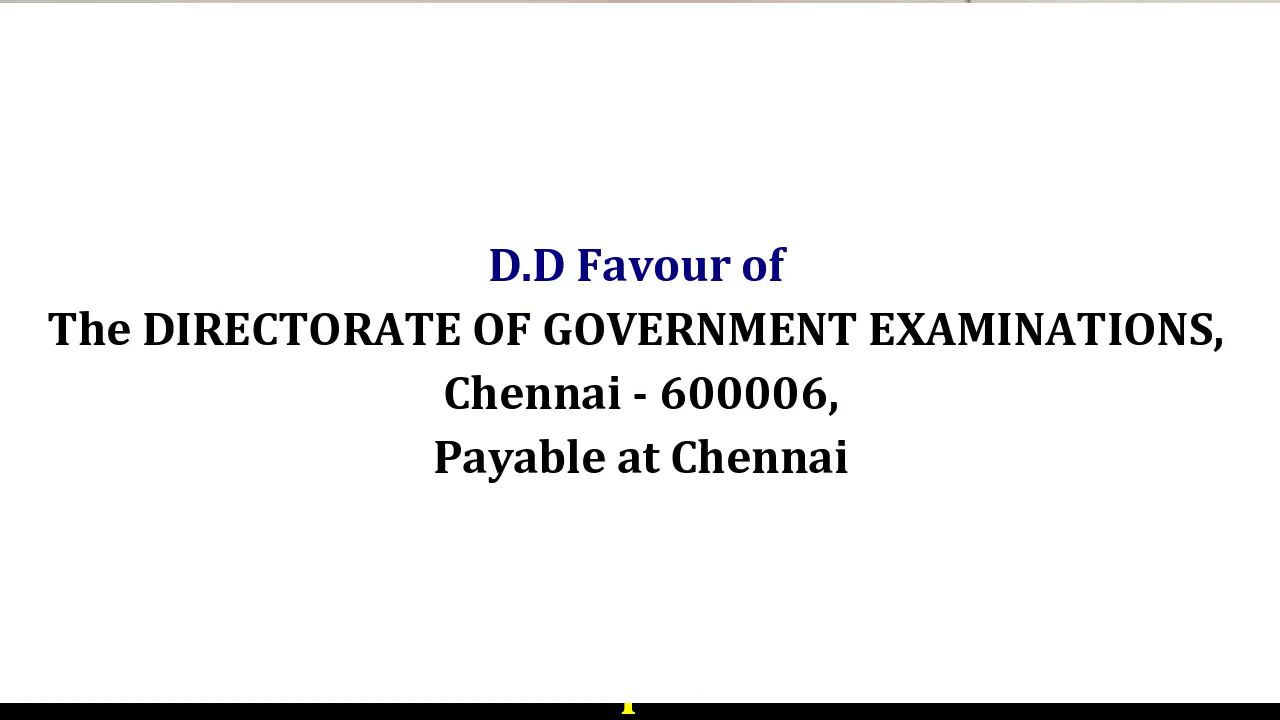 D.D Favour of
The DIRECTORATE OF GOVERNMENT EXAMINATIONS,
Chennai - 600006,
Payable at Chennai